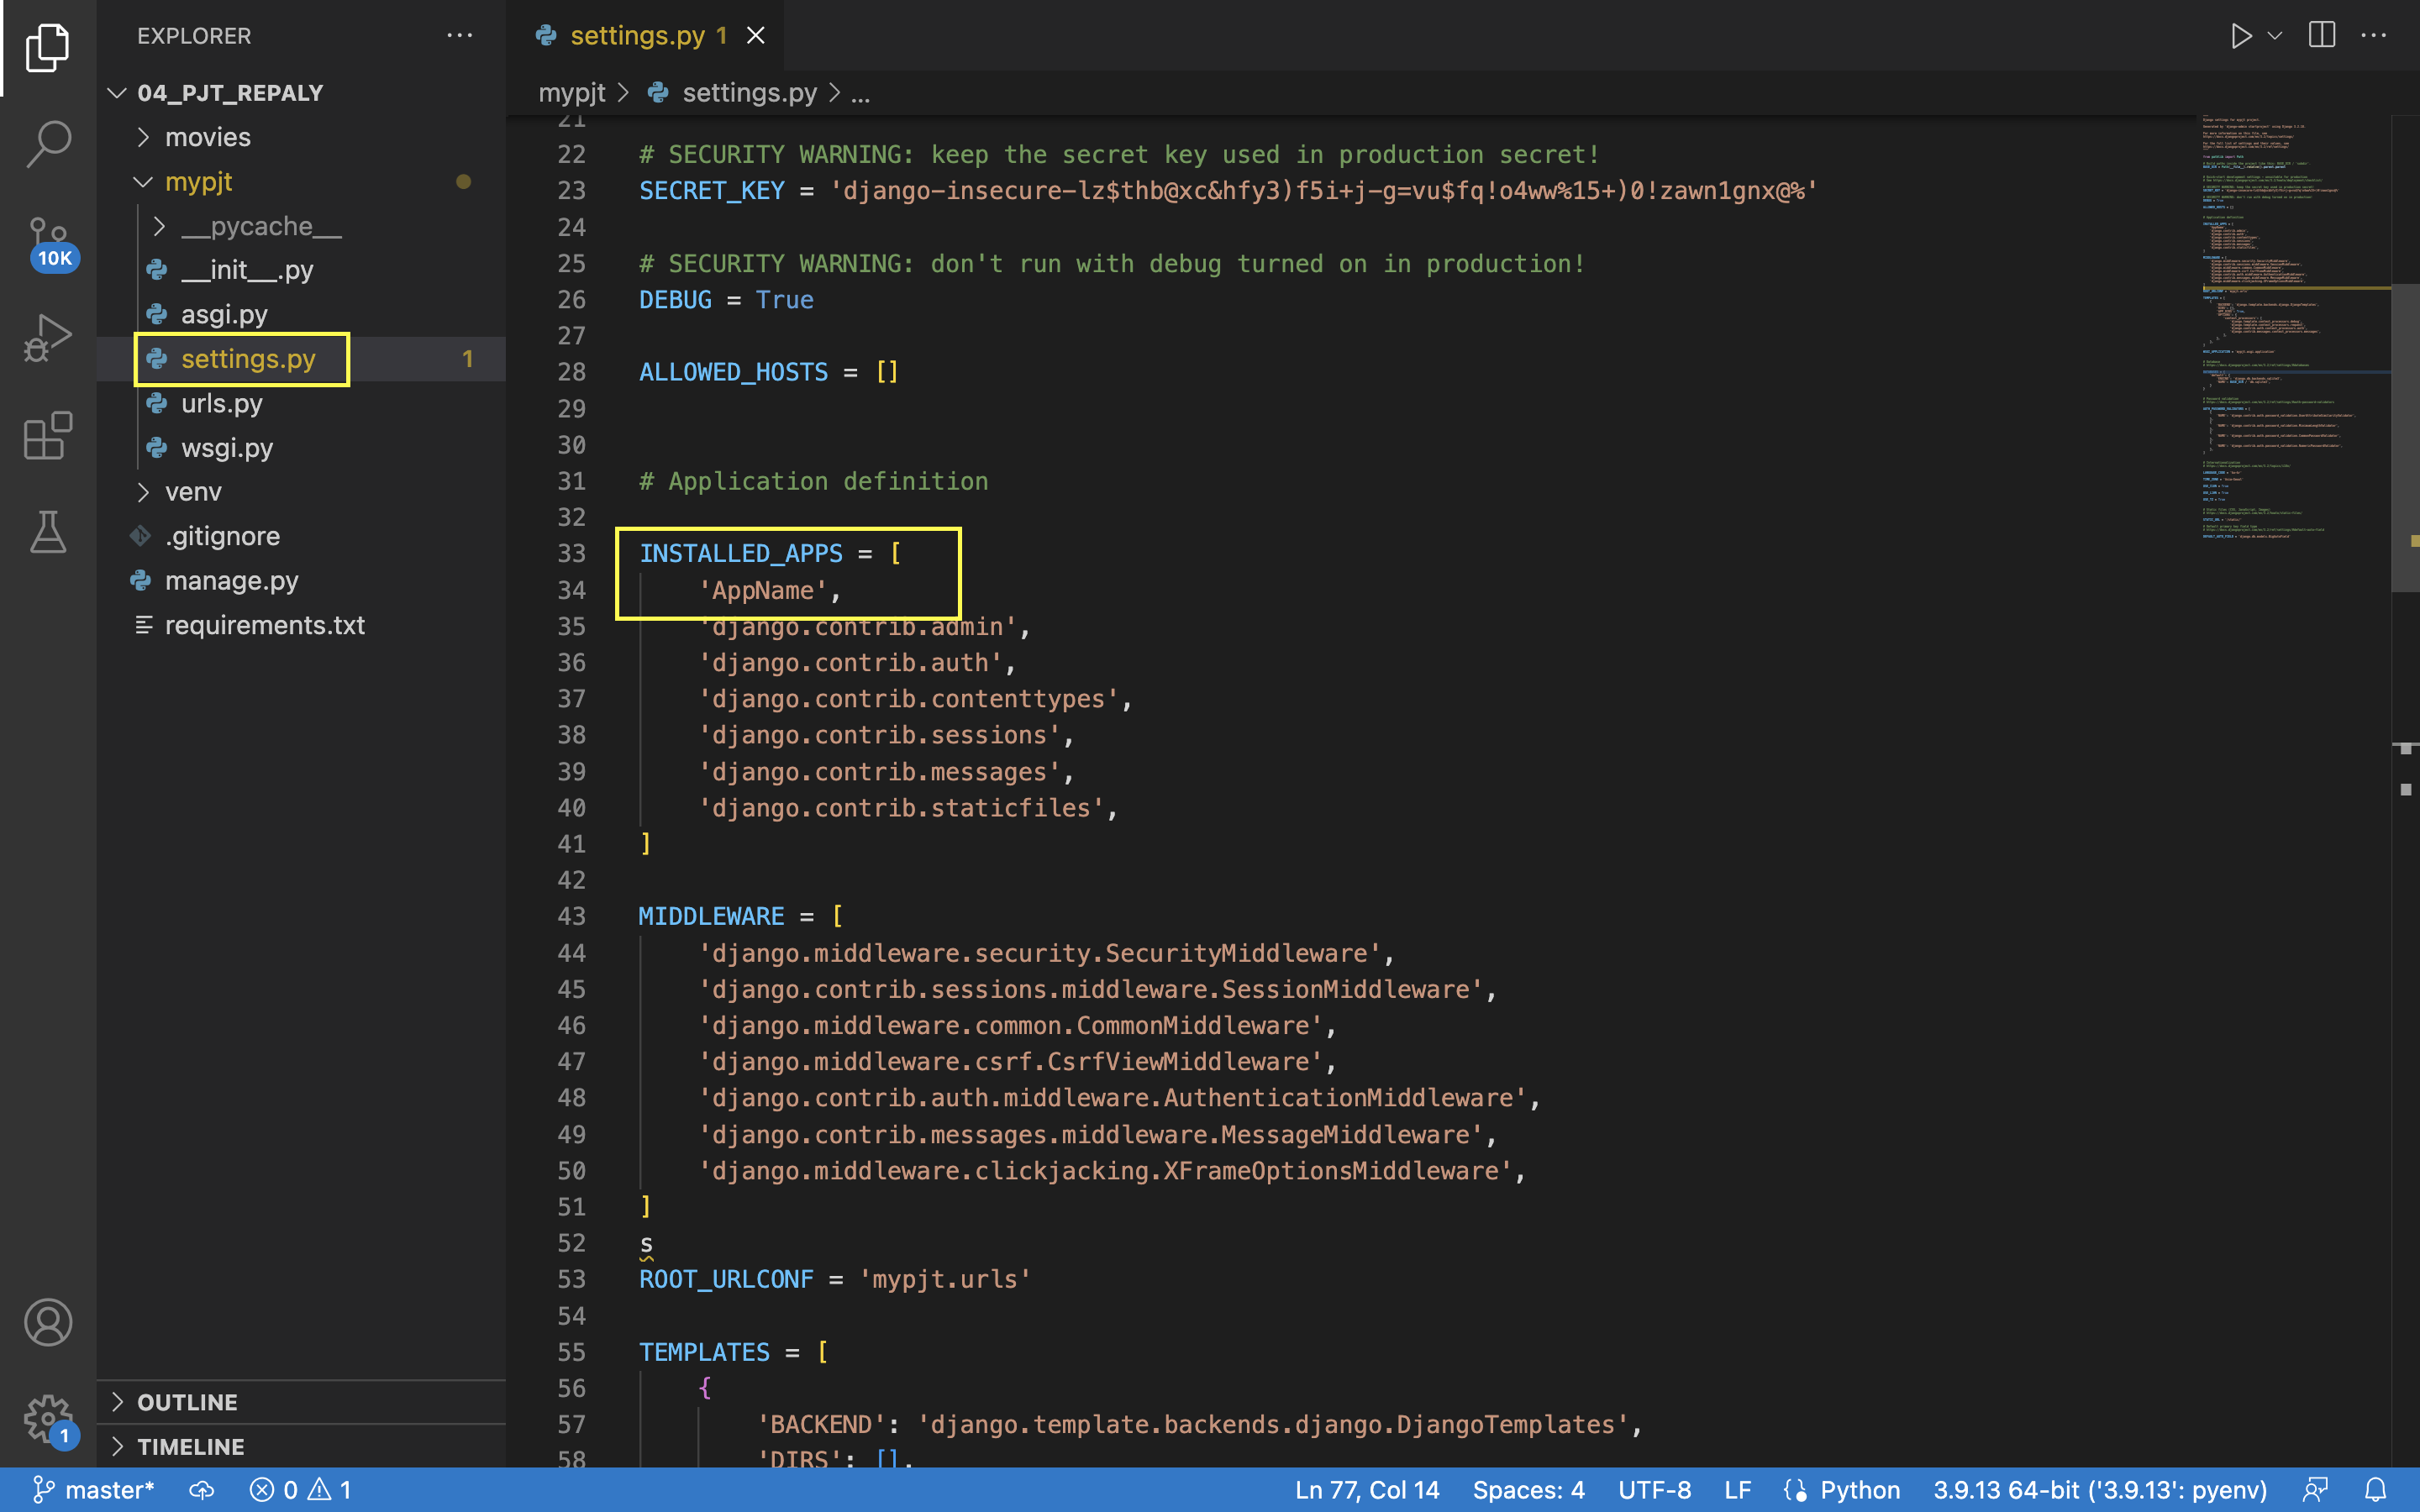 EXPLORER
04_PJT_REPALY
movies
mypjt
__pycache__
__init__.py
asgi.py
settings.py 1
urls.py
wsgi.py
venv
.gitignore
manage.py
requirements.txt
OUTLINE
TIMELINE
10K
1
settings.py 1
mypjt > settings.py > ...
21
22 # SECURITY WARNING: keep the secret key used in production secret!
23 SECRET_KEY = 'django-insecure-lz$thb@xc&hfy3)f5i+j-g=vu$fq!o4ww%15+)0!zawn1gnx@%'
24
25 # SECURITY WARNING: don't run with debug turned on in production!
26 DEBUG = True
27
28 ALLOWED_HOSTS = []
29
30
31 # Application definition
32
33 INSTALLED_APPS = [
34 'AppName',
35 'django.contrib.admin',
36 'django.contrib.auth',
37 'django.contrib.contenttypes',
38 'django.contrib.sessions',
39 'django.contrib.messages',
40 'django.contrib.staticfiles',
41 ]
42
43 MIDDLEWARE = [
44 'django.middleware.security.SecurityMiddleware',
45 'django.contrib.sessions.middleware.SessionMiddleware',
46 'django.middleware.common.CommonMiddleware',
47 'django.middleware.csrf.CsrfViewMiddleware',
48 'django.contrib.auth.middleware.AuthenticationMiddleware',
49 'django.contrib.messages.middleware.MessageMiddleware',
50 'django.middleware.clickjacking.XFrameOptionsMiddleware',
51 ]
52 s
53 ROOT_URLCONF = 'mypjt.urls'
54
55 TEMPLATES = [
56 {
57 'BACKEND': 'django.template.backends.django.DjangoTemplates',
58 'DIRS': [],
master* 0 1 Ln 77, Col 14 Spaces: 4 UTF-8 LF Python 3.9.13 64-bit ('3.9.13': pyenv)